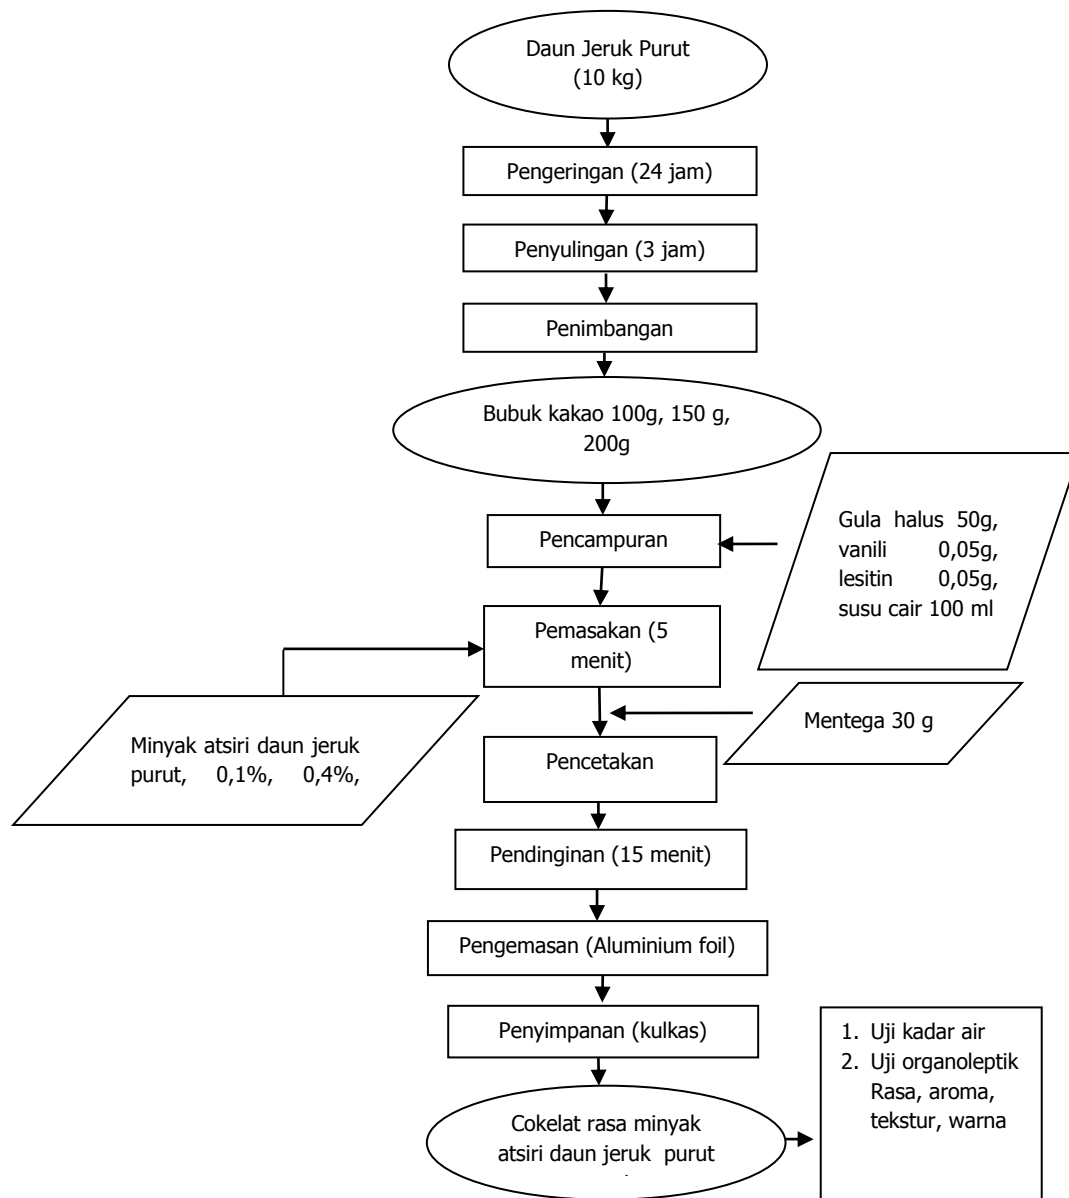 Daun Jeruk Purut
(10 kg)
Pengeringan (24 jam)
Penyulingan (3 jam)
Penimbangan
Bubuk kakao 100g, 150 g,
200g
Gula halus 50g,
vanili 0,05g,
lesitin 0,05g,
susu cair 100 ml
Pencampuran
Pemasakan (5
menit)
Minyak atsiri daun jeruk
purut, 0,1%, 0,4%,
Mentega 30 g
Pencetakan
Pendinginan (15 menit)
Pengemasan (Aluminium foil)
Penyimpanan (kulkas)
Cokelat rasa minyak
atsiri daun jeruk purut
1. Uji kadar air
2. Uji organoleptik
Rasa, aroma,
tekstur, warna